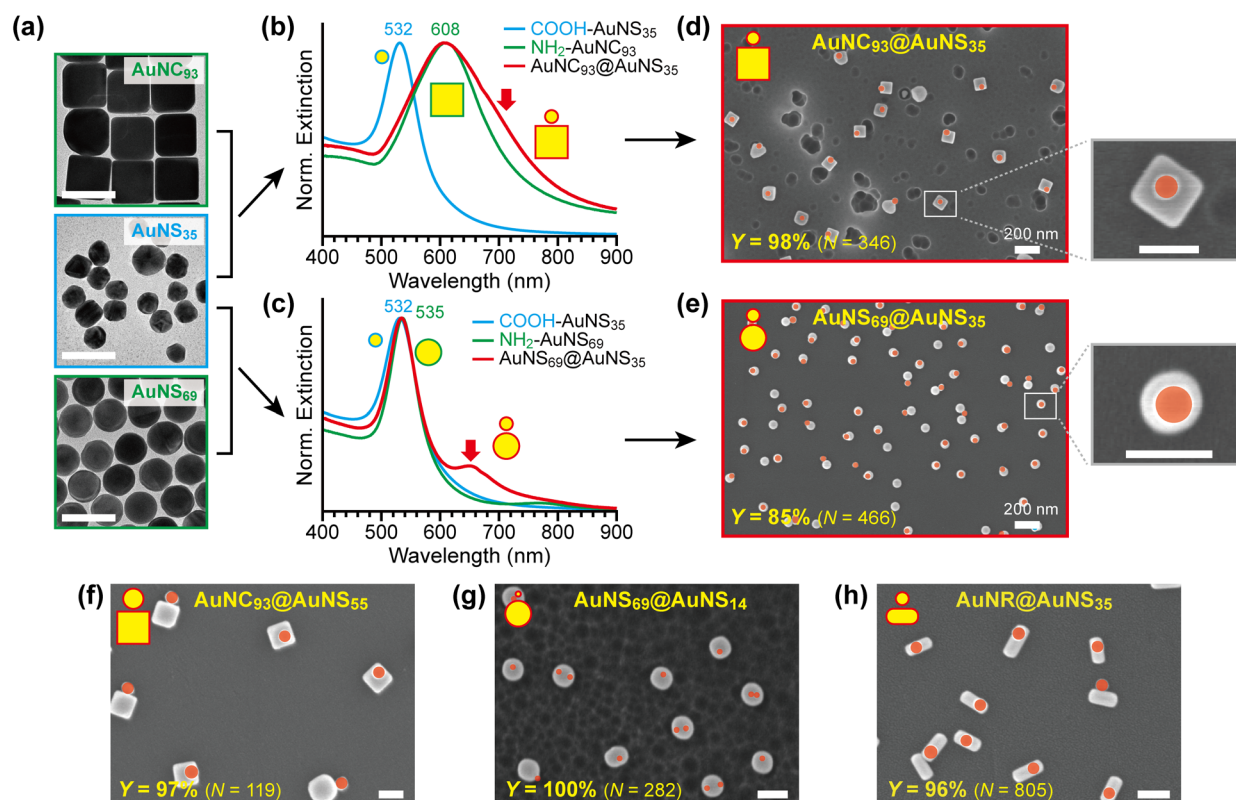 (a)
AuNC₉₃
AuNS₃₅
AuNS₆₉
(b)
532
608
COOH-AuNS₃₅
NH₂-AuNC₉₃
AuNC₉₃@AuNS₃₅
Norm. Extinction
400 500 600 700 800 900
Wavelength (nm)
(c)
532
535
COOH-AuNS₃₅
NH₂-AuNS₆₉
AuNS₆₉@AuNS₃₅
Norm. Extinction
400 500 600 700 800 900
Wavelength (nm)
(d)
AuNC₉₃@AuNS₃₅
Y = 98% (N = 346)
200 nm
(e)
AuNS₆₉@AuNS₃₅
Y = 85% (N = 466)
200 nm
(f)
AuNC₉₃@AuNS₅₅
Y = 97% (N = 119)
(g)
AuNS₆₉@AuNS₁₄
Y = 100% (N = 282)
(h)
AuNR@AuNS₃₅
Y = 96% (N = 805)